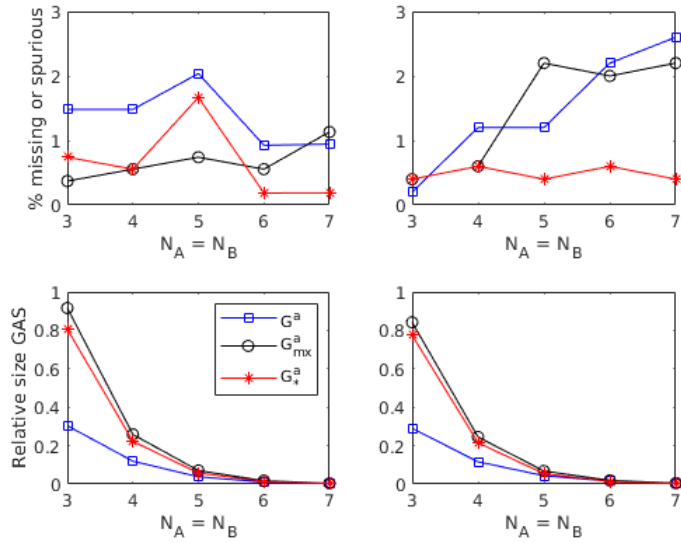 % missing or spurious
3
2
1
0
3 4 5 6 7
N_A = N_B
3
2
1
0
3 4 5 6 7
N_A = N_B
Relative size GAS
1
0.8
0.6
0.4
0.2
0
3 4 5 6 7
N_A = N_B
G^a
G^a_mx
G^a_*
1
0.8
0.6
0.4
0.2
0
3 4 5 6 7
N_A = N_B